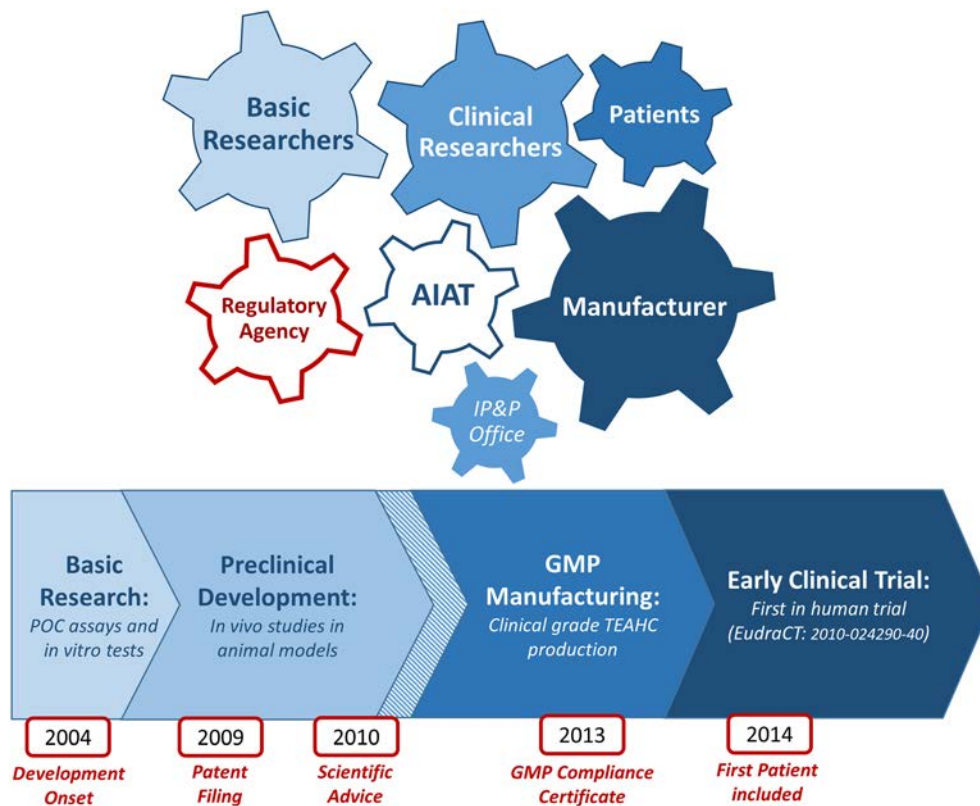 Basic
Researchers
Clinical
Researchers
Patients
Regulatory
Agency
AIAT
Manufacturer
IP&P
Office
Basic
Research:
POC assays and
in vitro tests
Preclinical
Development:
In vivo studies in
animal models
GMP
Manufacturing:
Clinical grade TEAHC
production
Early Clinical Trial:
First in human trial
(EudraCT: 2010-024290-40)
2004
Development
Onset
2009
Patent
Filing
2010
Scientific
Advice
2013
GMP Compliance
Certificate
2014
First Patient
included